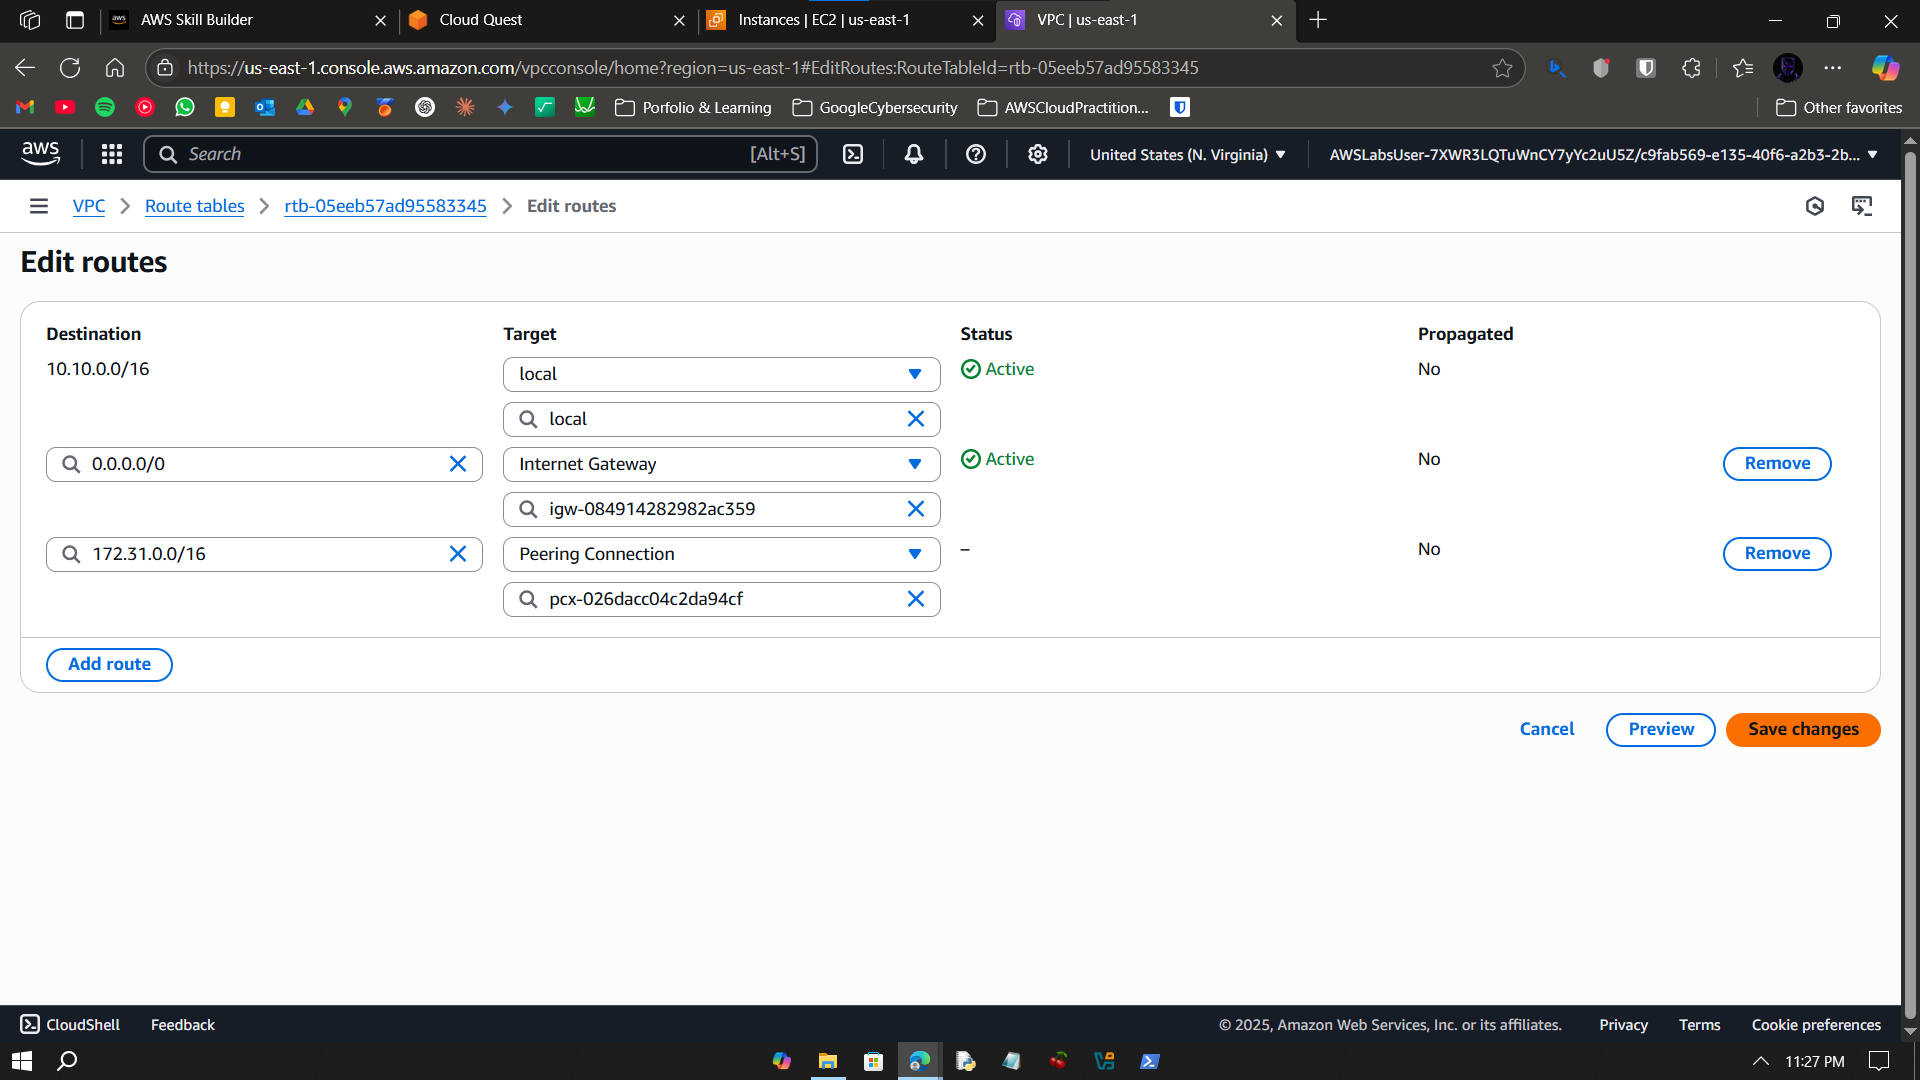 AWS Skill Builder
Cloud Quest
Instances | EC2 | us-east-1
VPC | us-east-1
https://us-east-1.console.aws.amazon.com/vpcconsole/home?region=us-east-1#EditRoutes:RouteTableId=rtb-05eeb57ad95583345
Porfolio & Learning
GoogleCybersecurity
AWSCloudPractition...
Other favorites
aws
Search
[Alt+S]
United States (N. Virginia)
AWSLabsUser-7XWR3LQTuWnCY7yYc2uU5Z/c9fab569-e135-40f6-a2b3-2b...
VPC
Route tables
rtb-05eeb57ad95583345
Edit routes
Edit routes
Destination
Target
Status
Propagated
10.10.0.0/16
local
Active
No
local
0.0.0.0/0
Internet Gateway
Active
No
Remove
igw-084914282982ac359
172.31.0.0/16
Peering Connection
–
No
Remove
pcx-026dacc04c2da94cf
Add route
Cancel
Preview
Save changes
CloudShell
Feedback
© 2025, Amazon Web Services, Inc. or its affiliates.
Privacy
Terms
Cookie preferences
11:27 PM